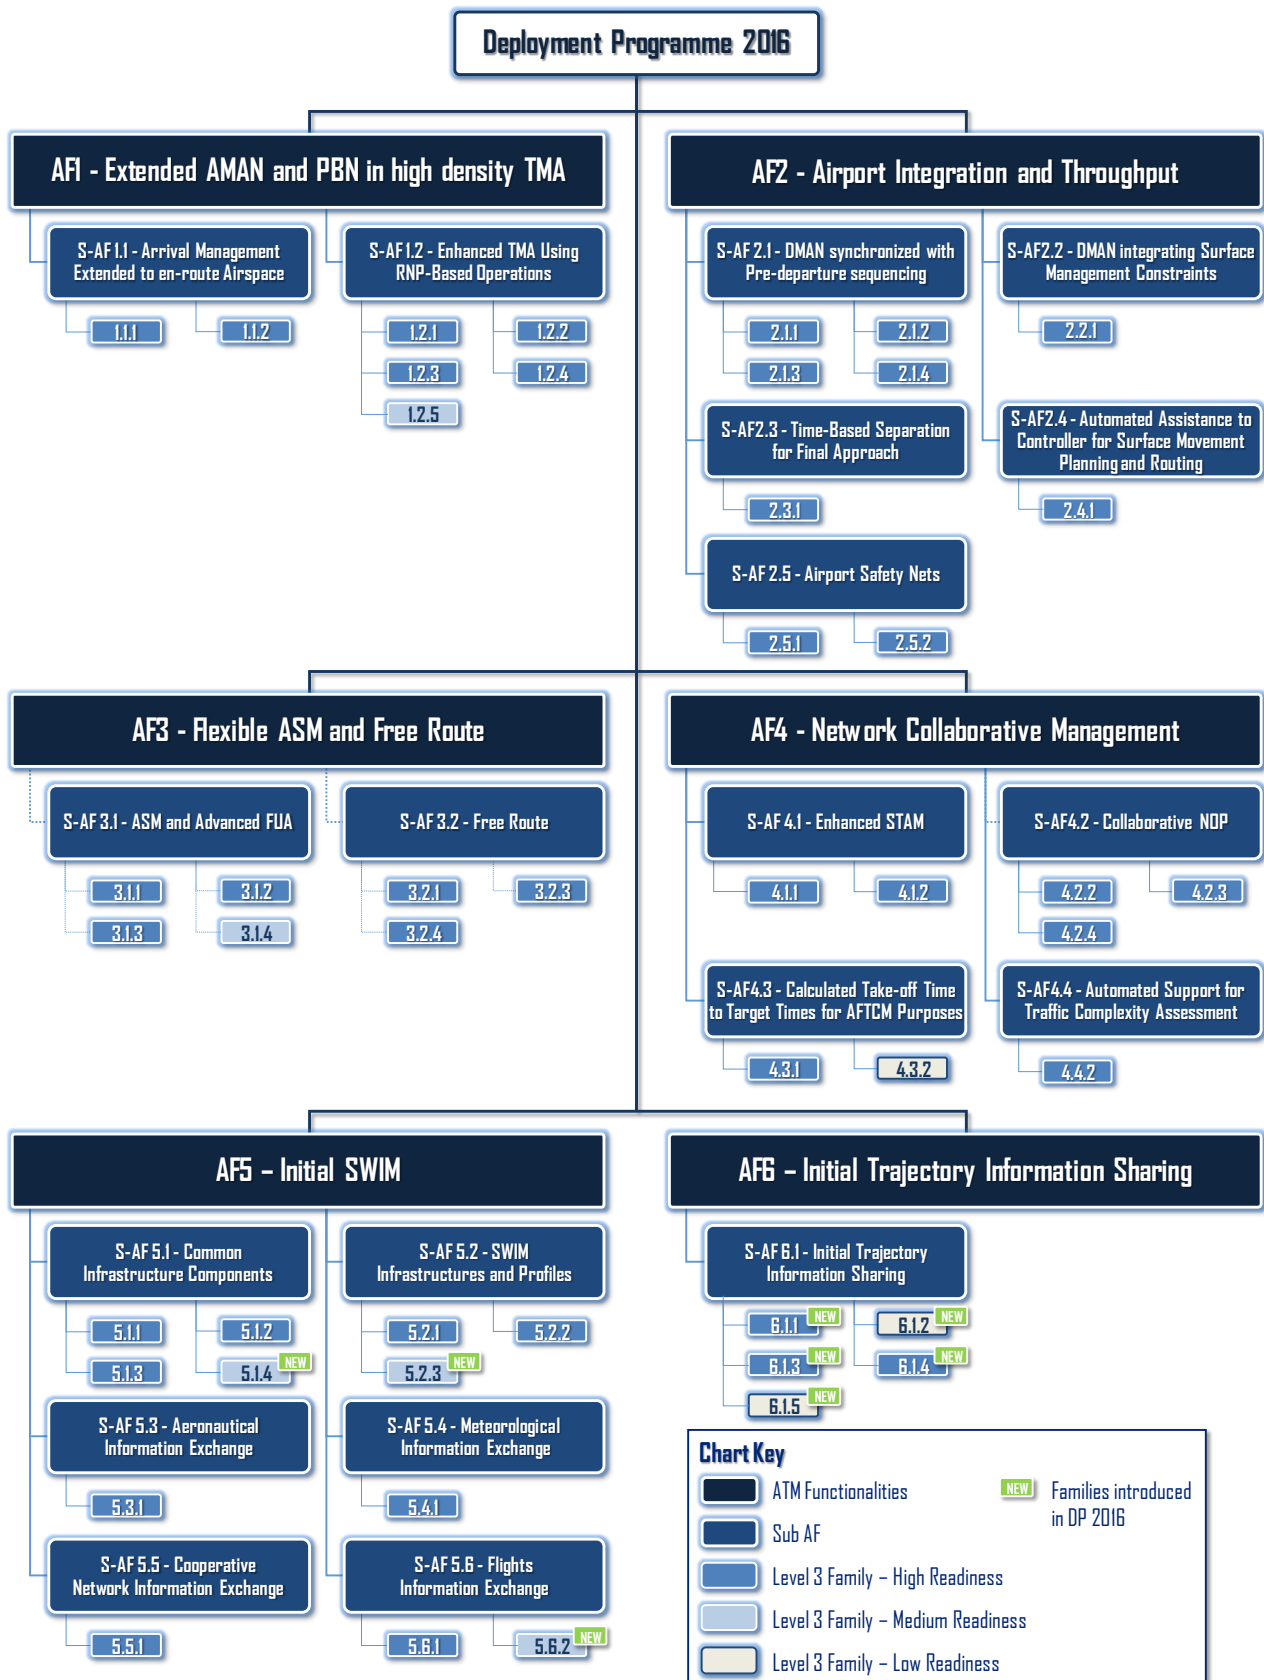 Deployment Programme 2016
AF1 - Extended AMAN and PBN in high density TMA
S-AF 1.1 - Arrival Management
Extended to en-route Airspace
1.1.1
1.1.2
S-AF 1.2 - Enhanced TMA Using
RNP-Based Operations
1.2.1
1.2.2
1.2.3
1.2.4
1.2.5
AF2 - Airport Integration and Throughput
S-AF 2.1 - DMAN synchronized with
Pre-departure sequencing
2.1.1
2.1.2
2.1.3
2.1.4
S-AF2.2 - DMAN integrating Surface
Management Constraints
2.2.1
S-AF2.3 - Time-Based Separation
for Final Approach
2.3.1
S-AF2.4 - Automated Assistance to
Controller for Surface Movement
Planning and Routing
2.4.1
S-AF 2.5 - Airport Safety Nets
2.5.1
2.5.2
AF3 - Flexible ASM and Free Route
S-AF 3.1 - ASM and Advanced FUA
3.1.1
3.1.2
3.1.3
3.1.4
S-AF 3.2 - Free Route
3.2.1
3.2.3
3.2.4
AF4 - Network Collaborative Management
S-AF 4.1 - Enhanced STAM
4.1.1
4.1.2
S-AF4.2 - Collaborative NOP
4.2.2
4.2.3
4.2.4
S-AF4.3 - Calculated Take-off Time
to Target Times for AFTCM Purposes
4.3.1
4.3.2
S-AF4.4 - Automated Support for
Traffic Complexity Assessment
4.4.2
AF5 – Initial SWIM
S-AF 5.1 - Common
Infrastructure Components
5.1.1
5.1.2
5.1.3
5.1.4 NEW
S-AF 5.2 - SWIM
Infrastructures and Profiles
5.2.1
5.2.2
5.2.3 NEW
S-AF 5.3 - Aeronautical
Information Exchange
5.3.1
S-AF 5.4 - Meteorological
Information Exchange
5.4.1
S-AF 5.5 - Cooperative
Network Information Exchange
5.5.1
S-AF 5.6 - Flights
Information Exchange
5.6.1
5.6.2 NEW
AF6 – Initial Trajectory Information Sharing
S-AF 6.1 - Initial Trajectory
Information Sharing
6.1.1 NEW
6.1.2 NEW
6.1.3 NEW
6.1.4 NEW
6.1.5 NEW
Chart Key
ATM Functionalities
Sub AF
Level 3 Family – High Readiness
Level 3 Family – Medium Readiness
Level 3 Family – Low Readiness
NEW Families introduced
in DP 2016